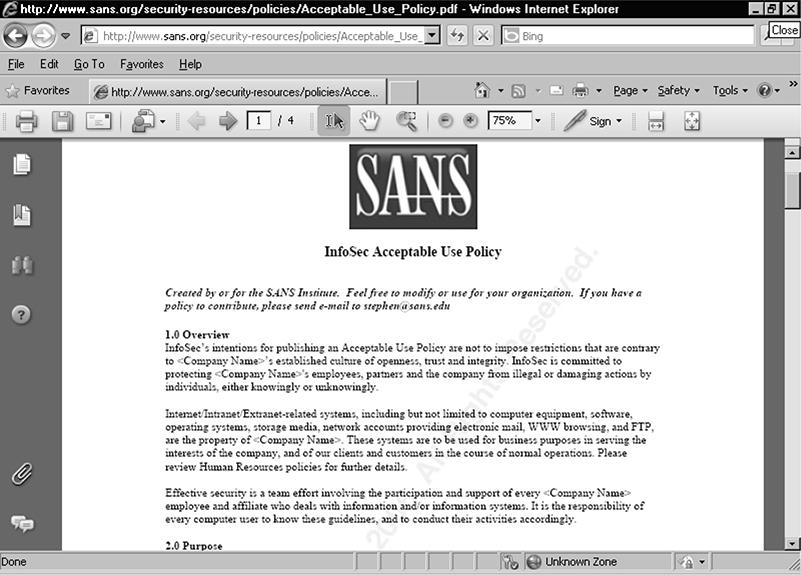 http://www.sans.org/security-resources/policies/Acceptable_Use_Policy.pdf - Windows Internet Explorer
Close
http://www.sans.org/security-resources/policies/Acceptable_Use_
Bing
File Edit Go To Favorites Help
Favorites
http://www.sans.org/security-resources/policies/Acce...
Page Safety Tools
1 / 4
75%
Sign
SANS
InfoSec Acceptable Use Policy
Created by or for the SANS Institute. Feel free to modify or use for your organization. If you have a
policy to contribute, please send e-mail to stephen@sans.edu
1.0 Overview
InfoSec's intentions for publishing an Acceptable Use Policy are not to impose restrictions that are contrary
to <Company Name>'s established culture of openness, trust and integrity. InfoSec is committed to
protecting <Company Name>'s employees, partners and the company from illegal or damaging actions by
individuals, either knowingly or unknowingly.
Internet/Intranet/Extranet-related systems, including but not limited to computer equipment, software,
operating systems, storage media, network accounts providing electronic mail, WWW browsing, and FTP,
are the property of <Company Name>. These systems are to be used for business purposes in serving the
interests of the company, and of our clients and customers in the course of normal operations. Please
review Human Resources policies for further details.
Effective security is a team effort involving the participation and support of every <Company Name>
employee and affiliate who deals with information and/or information systems. It is the responsibility of
every computer user to know these guidelines, and to conduct their activities accordingly.
2.0 Purpose
Done
Unknown Zone